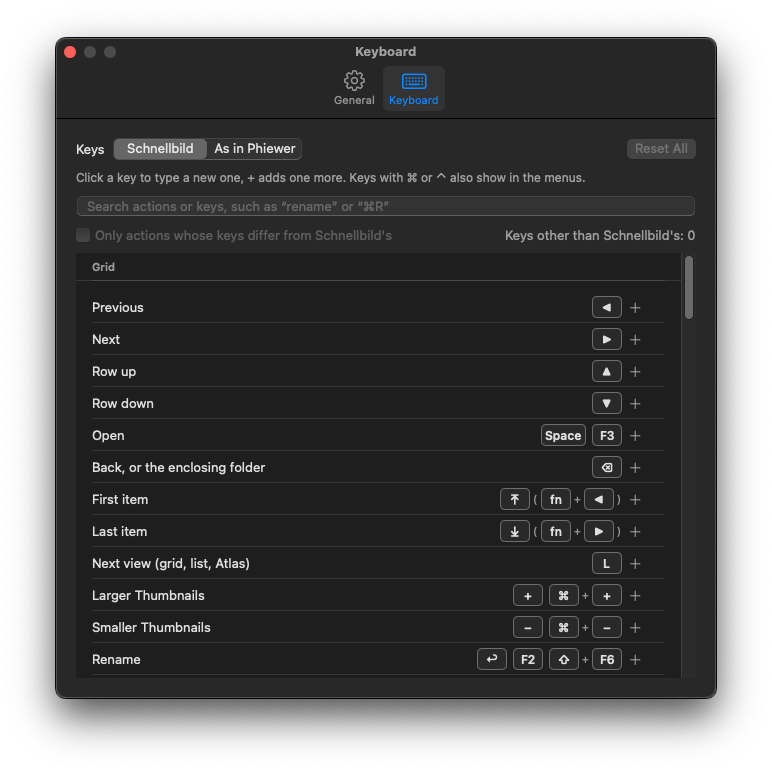 Keyboard
General
Keyboard
Keys Schnellbild As in Phiewer Reset All
Click a key to type a new one, + adds one more. Keys with ⌘ or ^ also show in the menus.
Search actions or keys, such as “rename” or “⌘R”
Only actions whose keys differ from Schnellbild's Keys other than Schnellbild's: 0
Grid
Previous ◀ +
Next ▶ +
Row up ▲ +
Row down ▼ +
Open Space F3 +
Back, or the enclosing folder ⌫ +
First item ⤒ ( fn + ◀ ) +
Last item ⤓ ( fn + ▶ ) +
Next view (grid, list, Atlas) L +
Larger Thumbnails + ⌘ + + +
Smaller Thumbnails − ⌘ + − +
Rename ↩ F2 ⇧ + F6 +